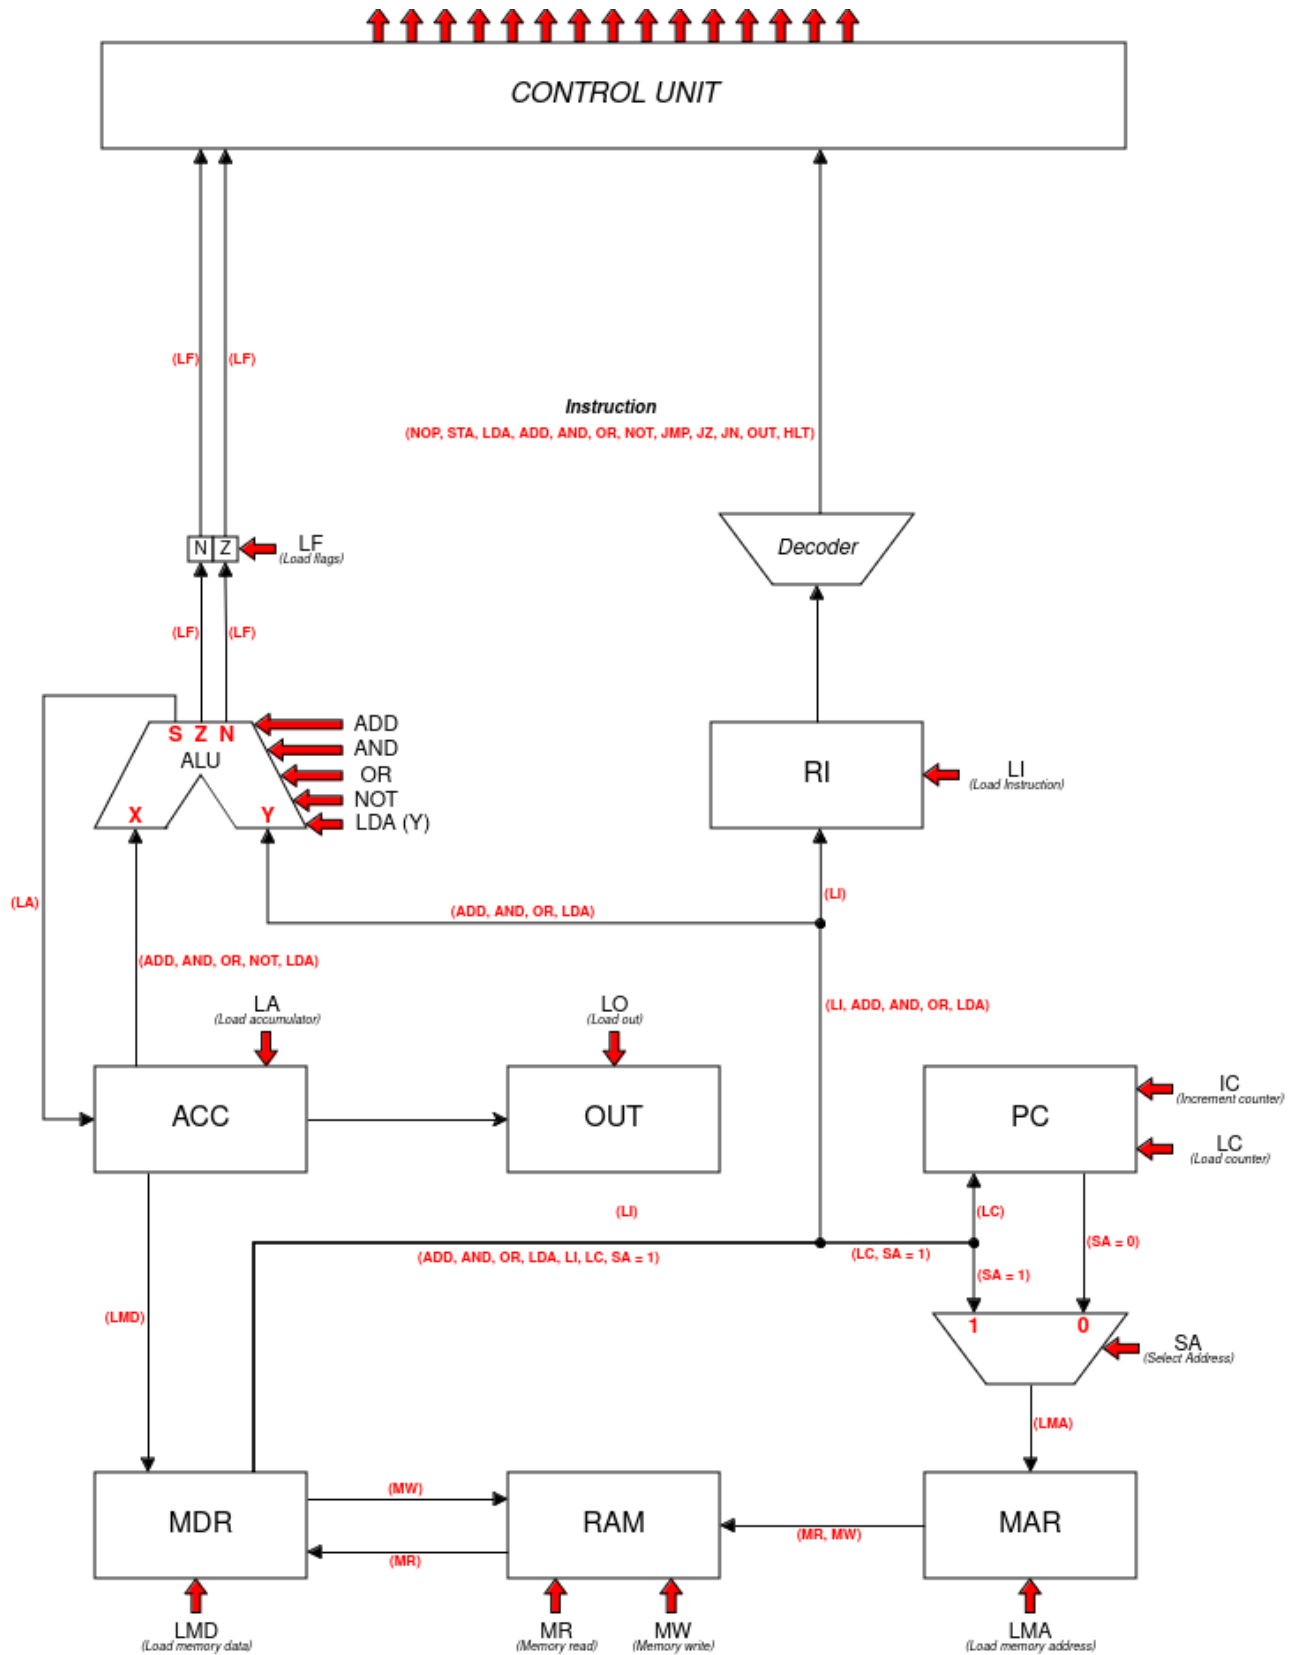 CONTROL UNIT
(LF) (LF)
Instruction
(NOP, STA, LDA, ADD, AND, OR, NOT, JMP, JZ, JN, OUT, HLT)
N Z
LF
(Load flags)
Decoder
(LF) (LF)
S Z N
ALU
X Y
ADD
AND
OR
NOT
LDA (Y)
RI
LI
(Load Instruction)
(LA)
(ADD, AND, OR, LDA)
(LI)
(ADD, AND, OR, NOT, LDA)
(LI, ADD, AND, OR, LDA)
LA
(Load accumulator)
LO
(Load out)
ACC
OUT
PC
IC
(Increment counter)
LC
(Load counter)
(LI)
(LC)
(ADD, AND, OR, LDA, LI, LC, SA = 1)
(LC, SA = 1)
(SA = 0)
(SA = 1)
(LMD)
1 0
SA
(Select Address)
(LMA)
MDR
(MW)
(MR)
RAM
(MR, MW)
MAR
LMD
(Load memory data)
MR
(Memory read)
MW
(Memory write)
LMA
(Load memory address)